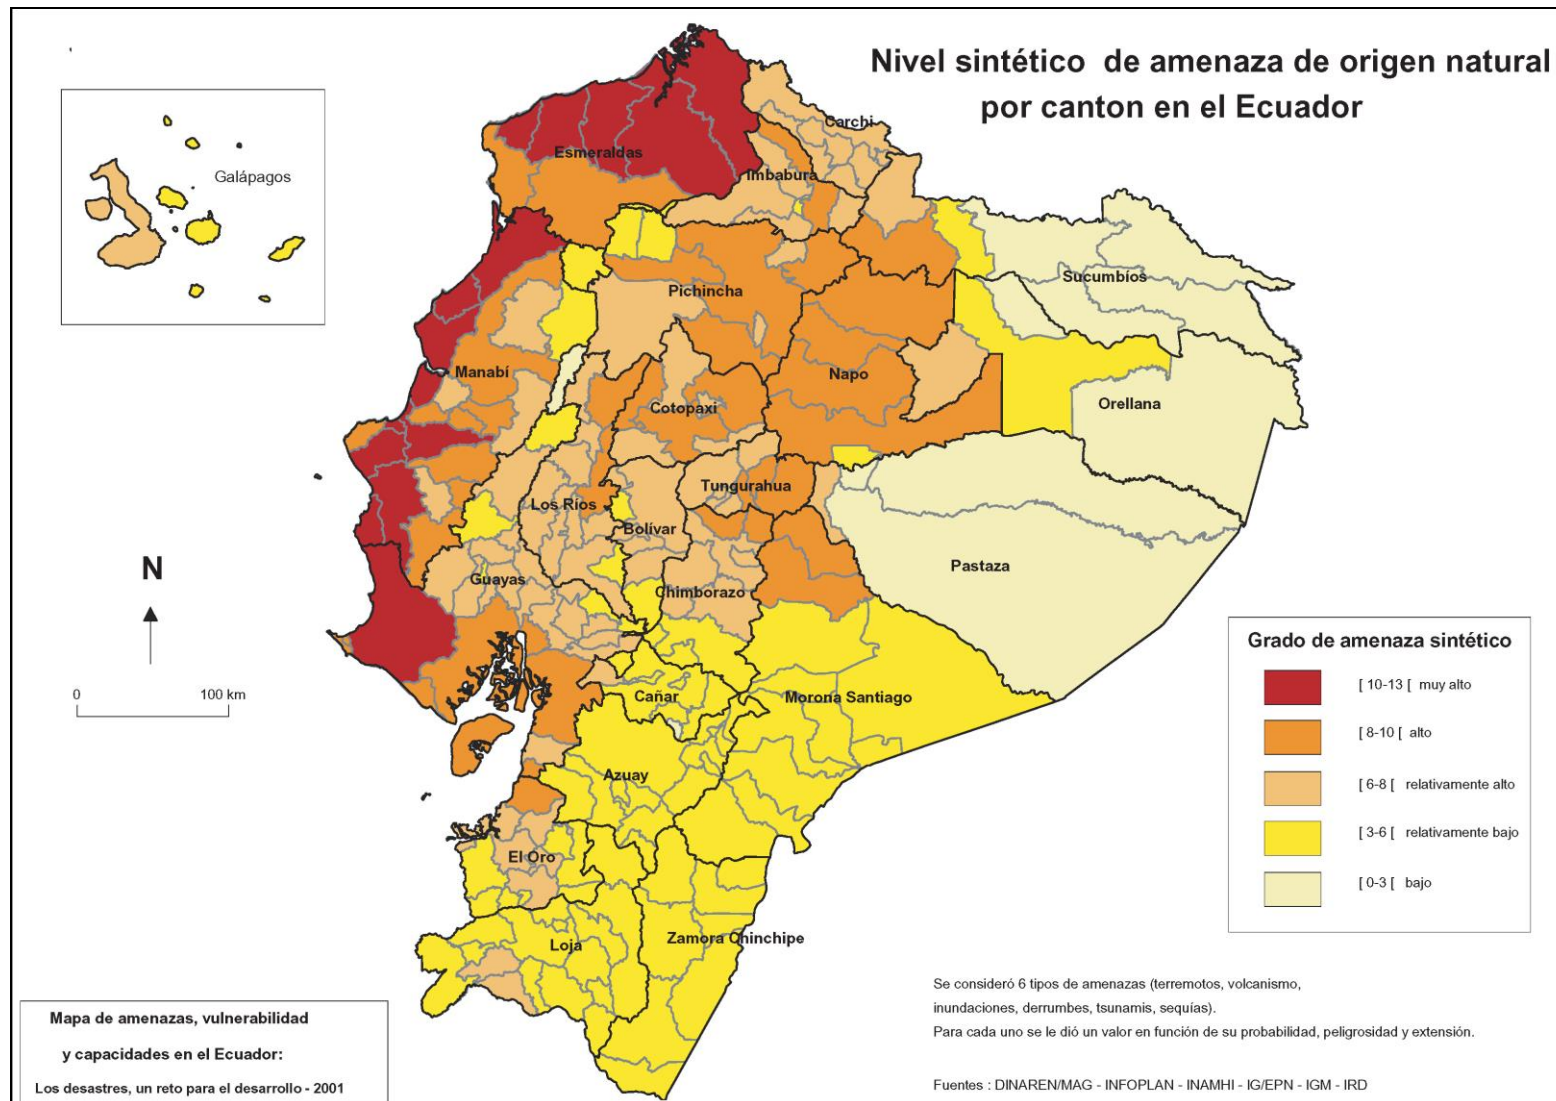 Nivel sintético de amenaza de origen natural
por canton en el Ecuador
Galápagos
Carchi
Esmeraldas
Imbabura
Sucumbíos
Pichincha
Manabí
Napo
Cotopaxi
Orellana
Tungurahua
Los Ríos
Bolívar
Pastaza
Guayas
Chimborazo
N
0 100 km
Cañar
Morona Santiago
Azuay
El Oro
Loja
Zamora Chinchipe
Grado de amenaza sintético
[ 10-13 [ muy alto
[ 8-10 [ alto
[ 6-8 [ relativamente alto
[ 3-6 [ relativamente bajo
[ 0-3 [ bajo
Se consideró 6 tipos de amenazas (terremotos, volcanismo,
inundaciones, derrumbes, tsunamis, sequías).
Para cada uno se le dió un valor en función de su probabilidad, peligrosidad y extensión.
Fuentes : DINAREN/MAG - INFOPLAN - INAMHI - IG/EPN - IGM - IRD
Mapa de amenazas, vulnerabilidad
y capacidades en el Ecuador:
Los desastres, un reto para el desarrollo - 2001